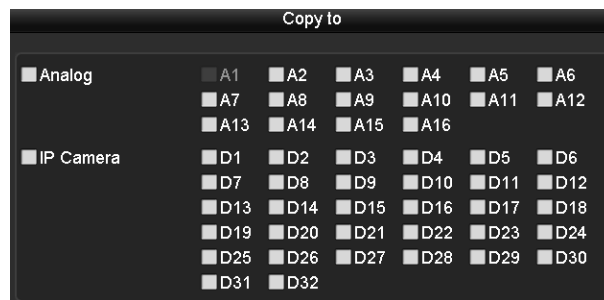 Copy to
Analog A1 A2 A3 A4 A5 A6
A7 A8 A9 A10 A11 A12
A13 A14 A15 A16
IP Camera D1 D2 D3 D4 D5 D6
D7 D8 D9 D10 D11 D12
D13 D14 D15 D16 D17 D18
D19 D20 D21 D22 D23 D24
D25 D26 D27 D28 D29 D30
D31 D32